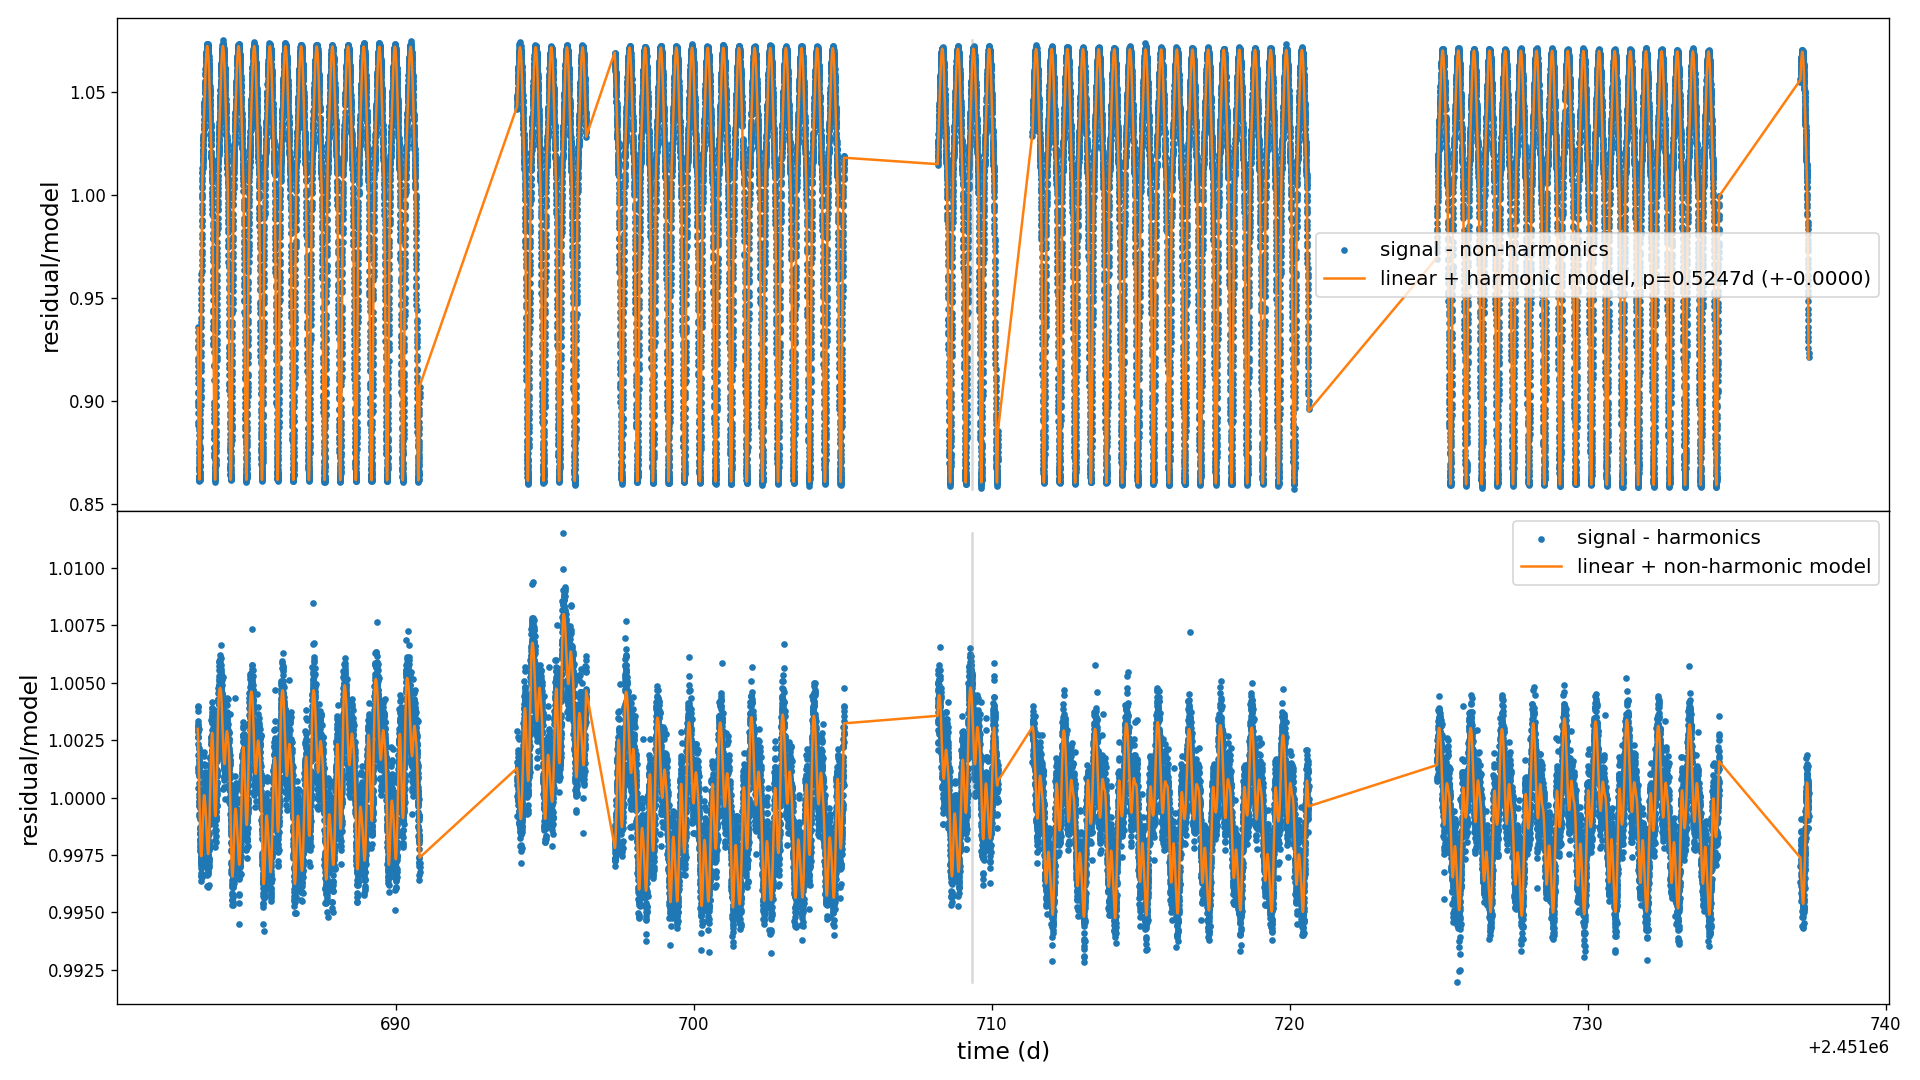 residual/model
1.05
1.00
0.95
0.90
0.85
signal - non-harmonics
linear + harmonic model, p=0.5247d (+-0.0000)
residual/model
1.0100
1.0075
1.0050
1.0025
1.0000
0.9975
0.9950
0.9925
signal - harmonics
linear + non-harmonic model
690
700
710
720
730
740
time (d)
+2.451e6